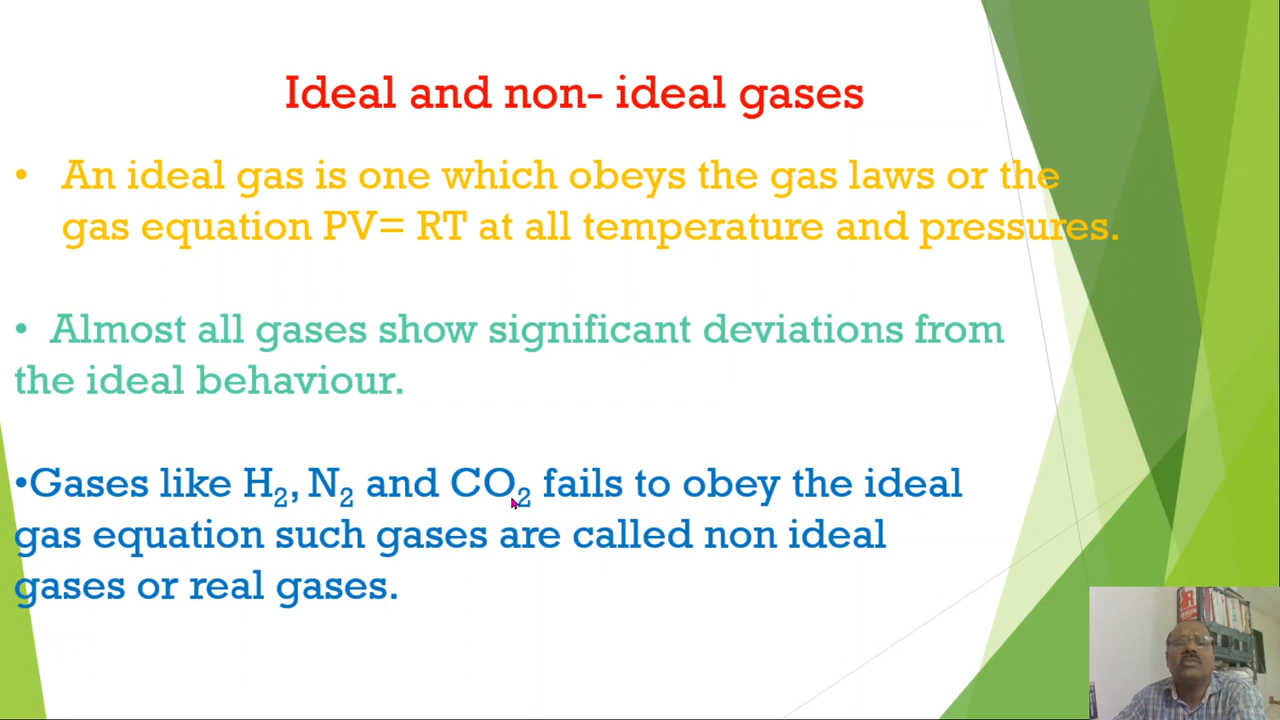 Ideal and non- ideal gases
• An ideal gas is one which obeys the gas laws or the
gas equation PV= RT at all temperature and pressures.
• Almost all gases show significant deviations from
the ideal behaviour.
•Gases like H₂, N₂ and CO₂ fails to obey the ideal
gas equation such gases are called non ideal
gases or real gases.